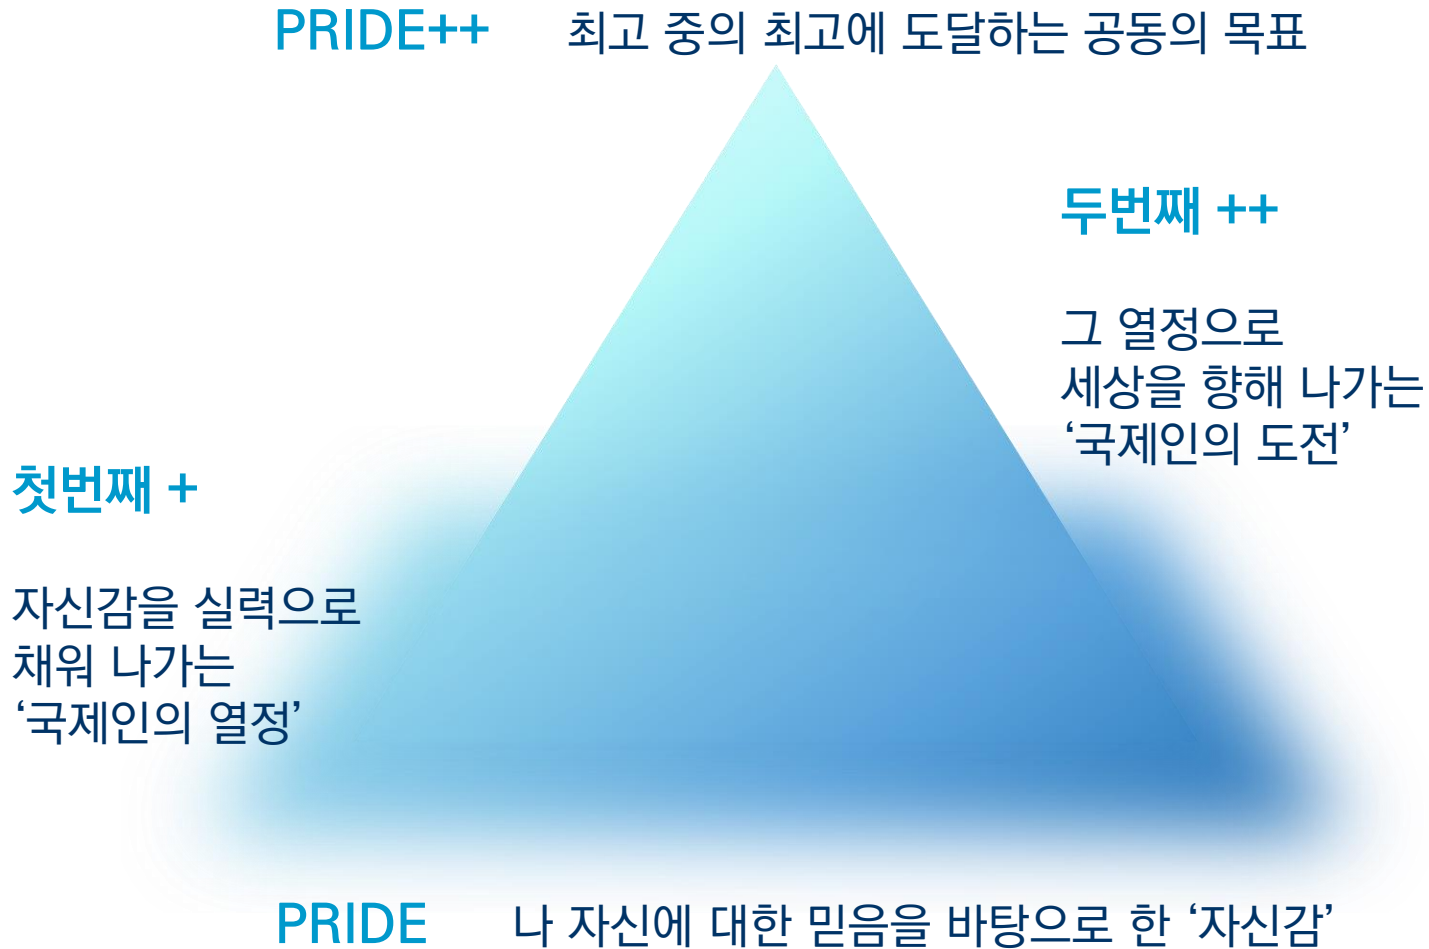 PRIDE++ 최고 중의 최고에 도달하는 공동의 목표
두번째 ++
그 열정으로
세상을 향해 나가는
‘국제인의 도전’
첫번째 +
자신감을 실력으로
채워 나가는
‘국제인의 열정’
PRIDE 나 자신에 대한 믿음을 바탕으로 한 ‘자신감’